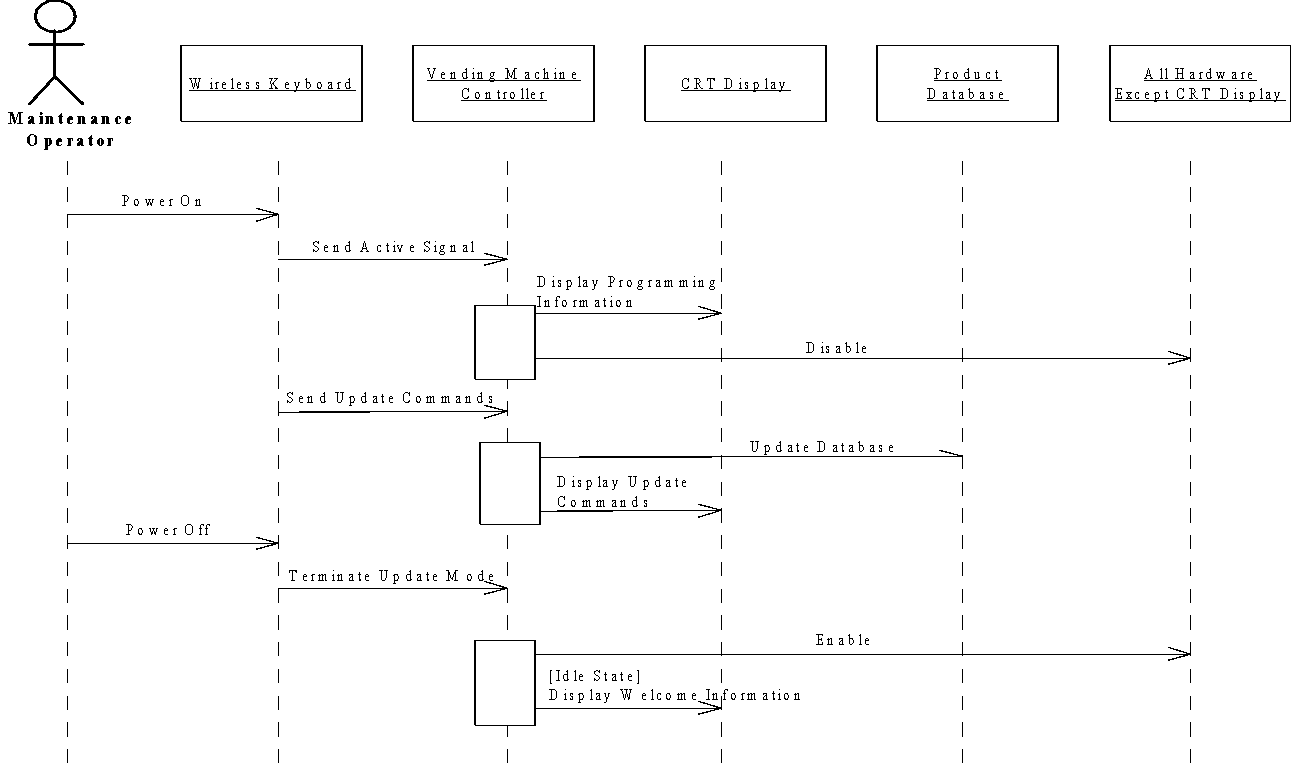 Maintenance
Operator
Wireless Keyboard
Vending Machine
Controller
CRT Display
Product
Database
All Hardware
Except CRT Display
Power On
Send Active Signal
Display Programming
Information
Disable
Send Update Commands
Update Database
Display Update
Commands
Power Off
Terminate Update Mode
Enable
[Idle State]
Display Welcome Information